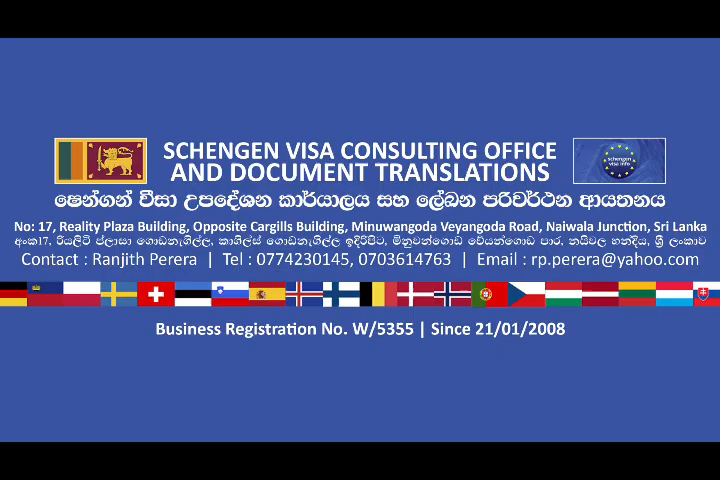 SCHENGEN VISA CONSULTING OFFICE
AND DOCUMENT TRANSLATIONS
schengen
visa info
ෂෙන්ගන් වීසා උපදේශන කාර්යාලය සහ ලේඛන පරිවර්ථන ආයතනය
No: 17, Reality Plaza Building, Opposite Cargills Building, Minuwangoda Veyangoda Road, Naiwala Junction, Sri Lanka
අංක17, රියලිටි ප්ලාසා ගොඩනැගිල්ල, කාගිල්ස් ගොඩනැගිල්ල ඉදිරිපිට, මිනුවන්ගොඩ වේයන්ගොඩ පාර, නයිවල හන්දිය, ශ්‍රී ලංකාව
Contact : Ranjith Perera | Tel : 0774230145, 0703614763 | Email : rp.perera@yahoo.com
Business Registration No. W/5355 | Since 21/01/2008